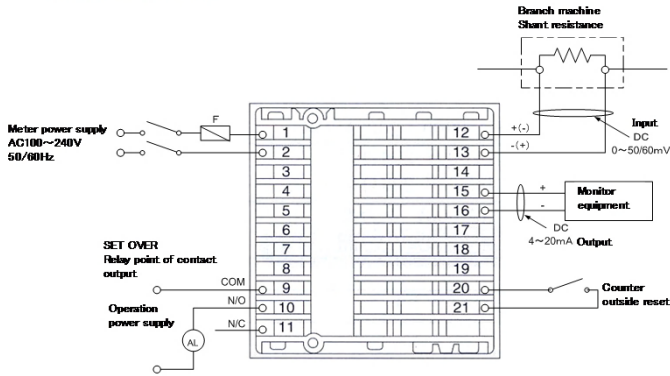 Branch machine
Shant resistance
F
Meter power supply
AC100～240V
50/60Hz
1
2
3
4
5
6
7
8
9
10
11
12
13
14
15
16
17
18
19
20
21
+(-)
-(+)
Input
DC
0～50/60mV
+
-
Monitor
equipment
DC
4～20mA Output
SET OVER
Relay point of contact
output
COM
N/O
N/C
Operation
power supply
AL
Counter
outside reset